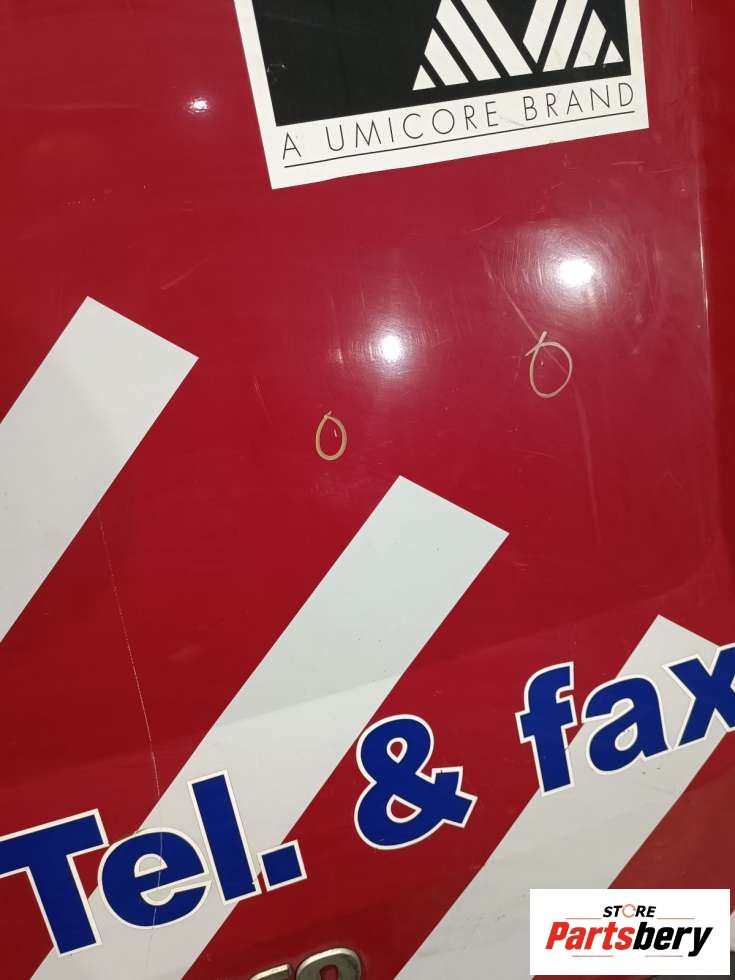 A UMICORE BRAND
Tel. & fax
STORE
Partsbery